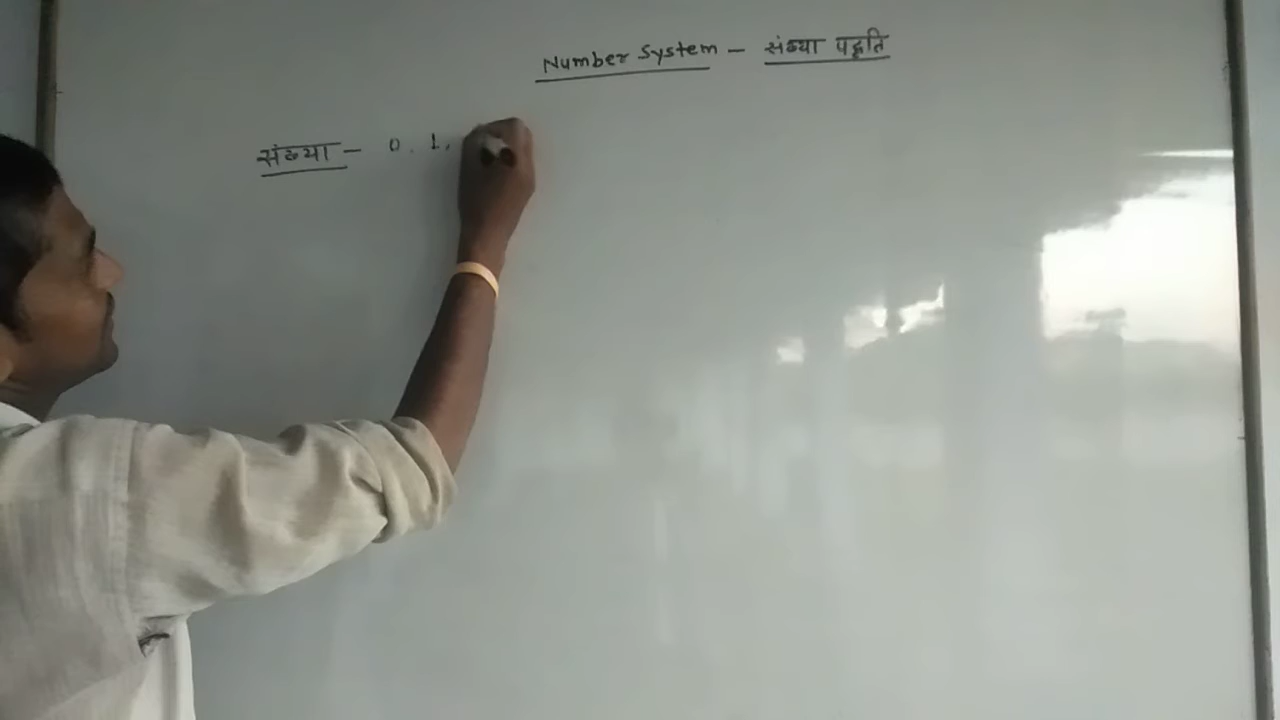 Number System – संख्या पद्धति
संख्या – 0, 1,